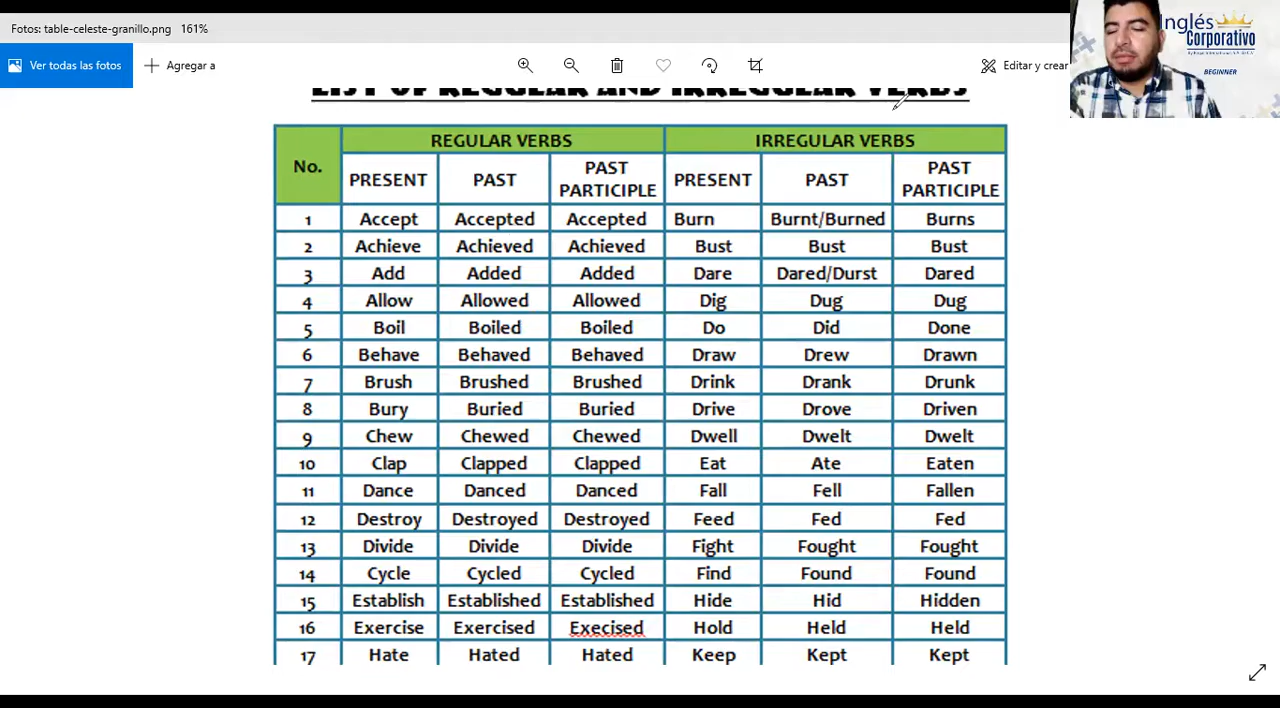 Fotos: table-celeste-granillo.png 161%
Inglés
Corporativo
BEGINNER
Ver todas las fotos
Agregar a
Editar y crear
LIST OF REGGULAR AND IRREGGULAR VERBS
No. REGULAR VERBS IRREGULAR VERBS
PRESENT PAST PAST PARTICIPLE PRESENT PAST PAST PARTICIPLE
1 Accept Accepted Accepted Burn Burnt/Burned Burns
2 Achieve Achieved Achieved Bust Bust Bust
3 Add Added Added Dare Dared/Durst Dared
4 Allow Allowed Allowed Dig Dug Dug
5 Boil Boiled Boiled Do Did Done
6 Behave Behaved Behaved Draw Drew Drawn
7 Brush Brushed Brushed Drink Drank Drunk
8 Bury Buried Buried Drive Drove Driven
9 Chew Chewed Chewed Dwell Dwelt Dwelt
10 Clap Clapped Clapped Eat Ate Eaten
11 Dance Danced Danced Fall Fell Fallen
12 Destroy Destroyed Destroyed Feed Fed Fed
13 Divide Divide Divide Fight Fought Fought
14 Cycle Cycled Cycled Find Found Found
15 Establish Established Established Hide Hid Hidden
16 Exercise Exercised Execised Hold Held Held
17 Hate Hated Hated Keep Kept Kept